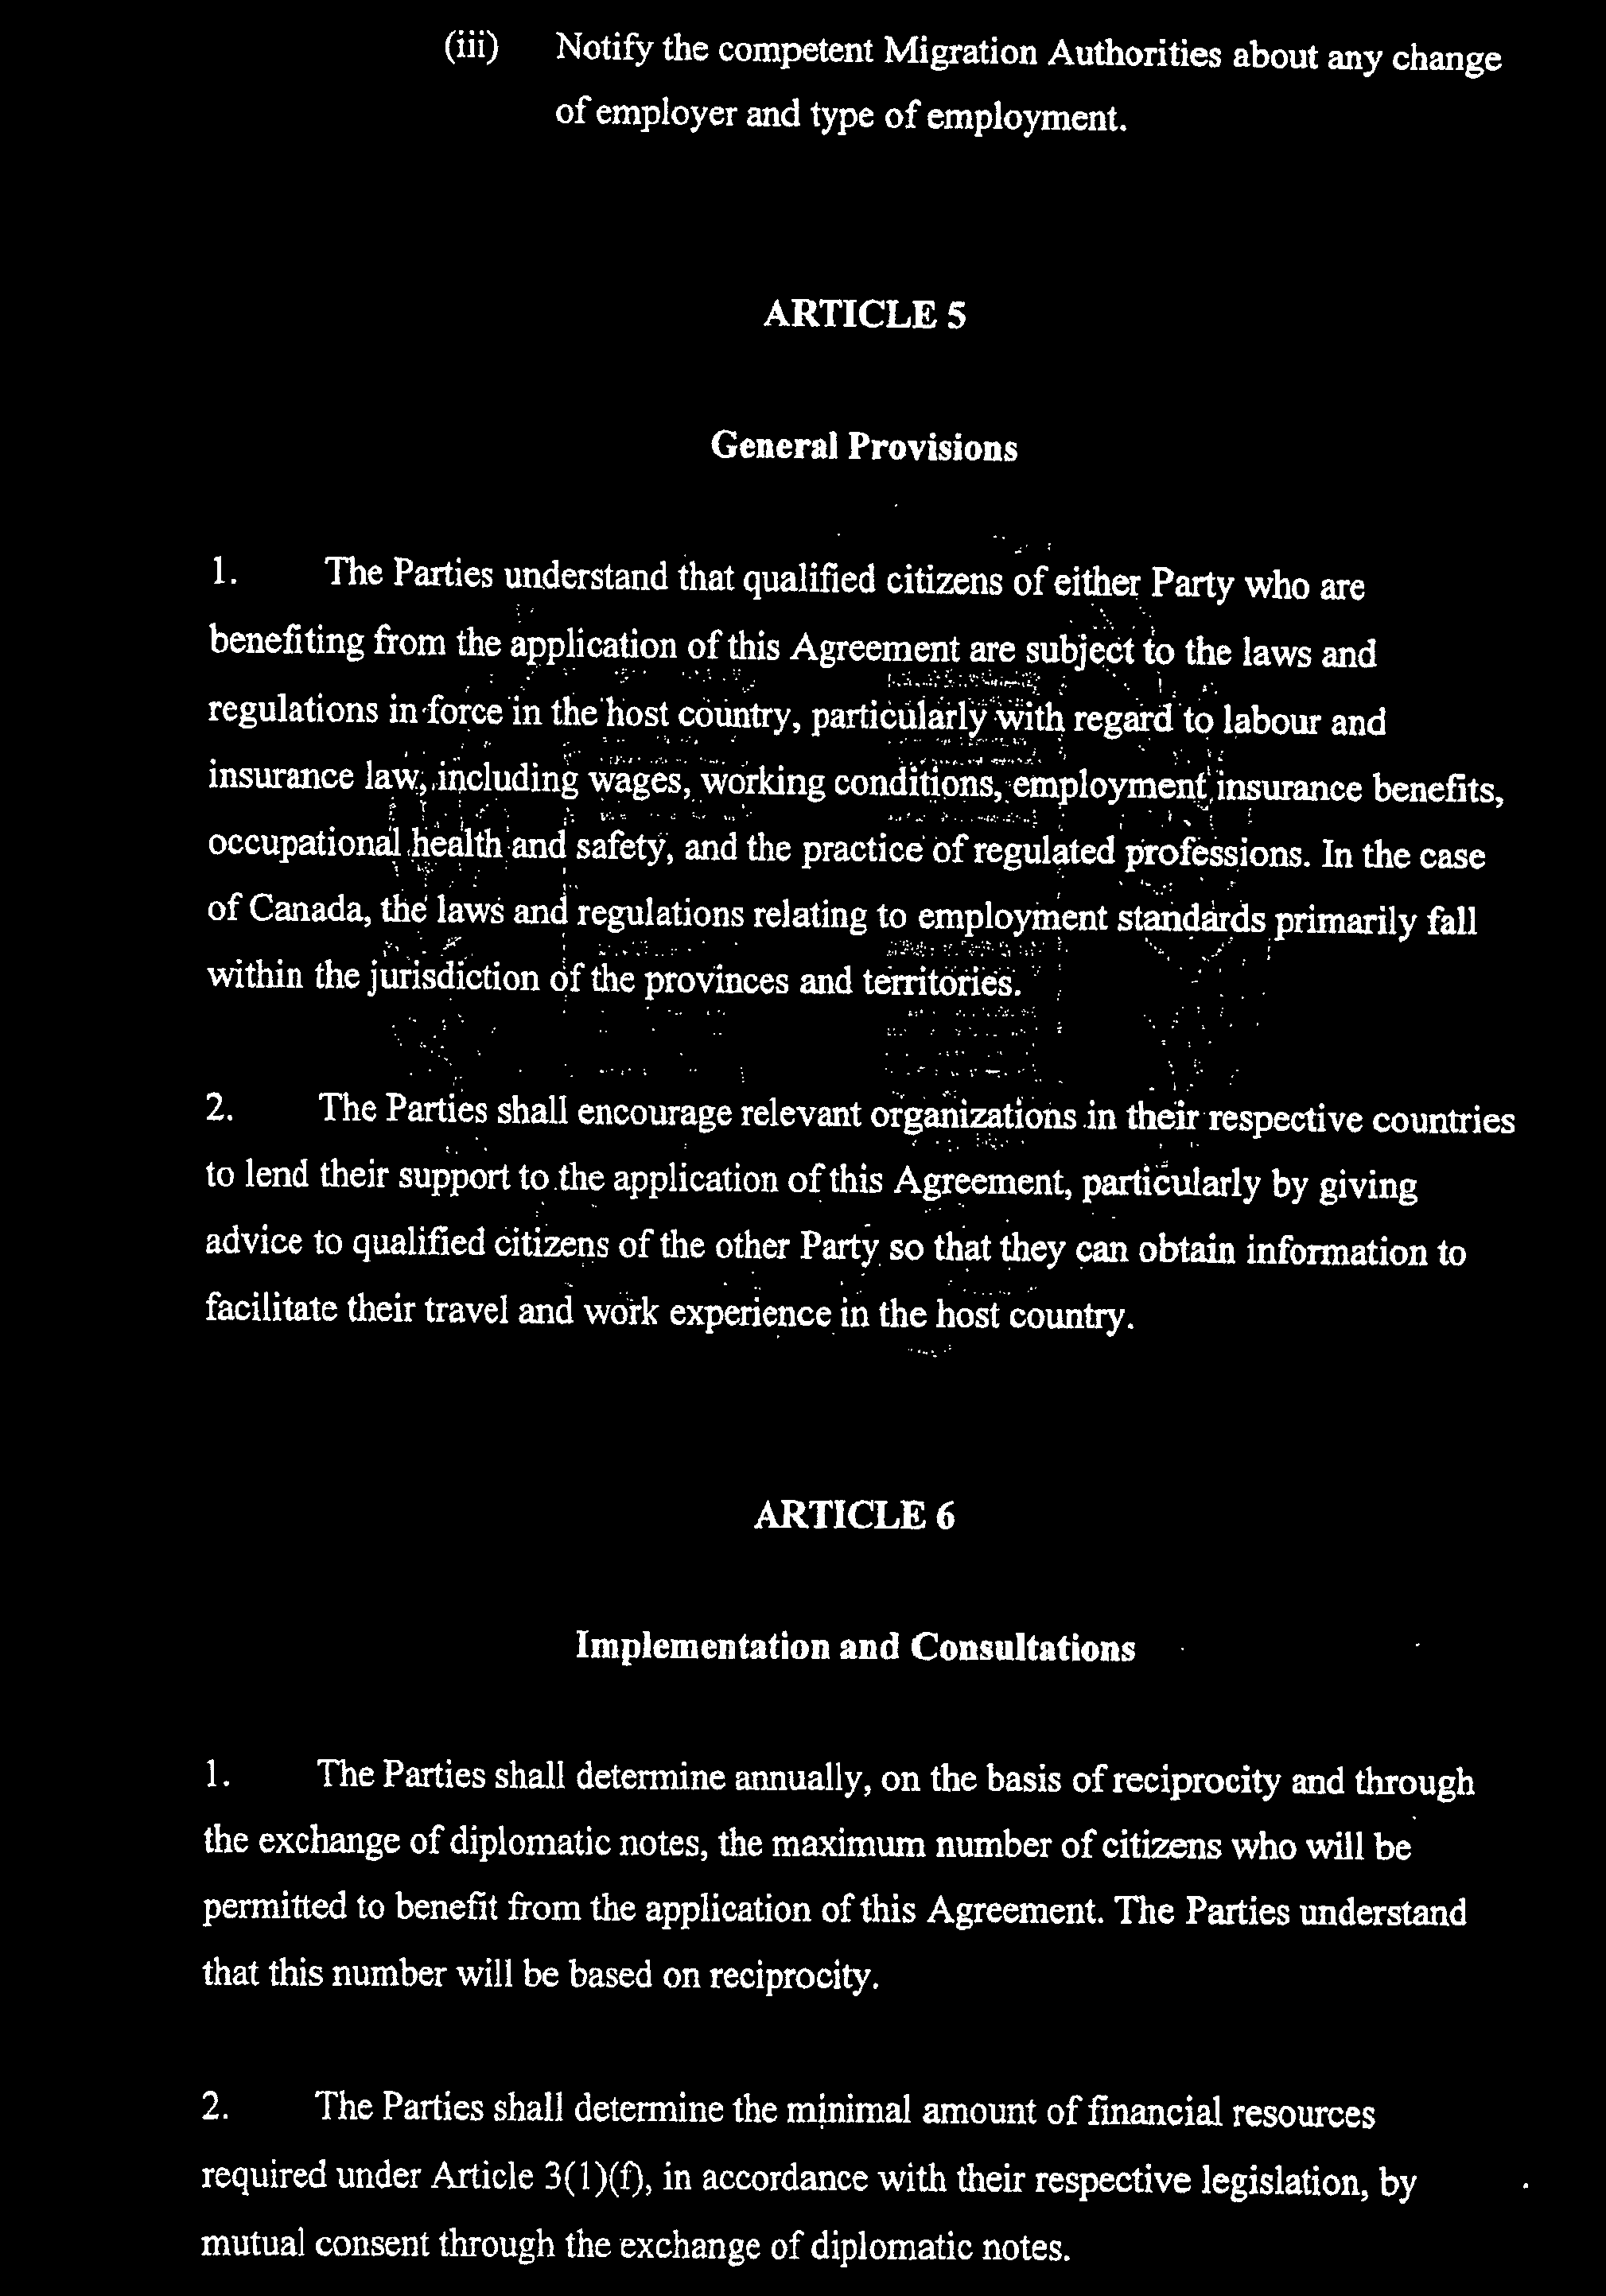 (iii) Notify the competent Migration Authorities about any change
of employer and type of employment.
ARTICLE 5
General Provisions
1. The Parties understand that qualified citizens of either Party who are
benefiting from the application of this Agreement are subject to the laws and
regulations in force in the host country, particularly with regard to labour and
insurance law, including wages, working conditions, employment insurance benefits,
occupational health and safety, and the practice of regulated professions. In the case
of Canada, the laws and regulations relating to employment standards primarily fall
within the jurisdiction of the provinces and territories.
2. The Parties shall encourage relevant organizations in their respective countries
to lend their support to the application of this Agreement, particularly by giving
advice to qualified citizens of the other Party so that they can obtain information to
facilitate their travel and work experience in the host country.
ARTICLE 6
Implementation and Consultations
1. The Parties shall determine annually, on the basis of reciprocity and through
the exchange of diplomatic notes, the maximum number of citizens who will be
permitted to benefit from the application of this Agreement. The Parties understand
that this number will be based on reciprocity.
2. The Parties shall determine the minimal amount of financial resources
required under Article 3(1)(f), in accordance with their respective legislation, by
mutual consent through the exchange of diplomatic notes.